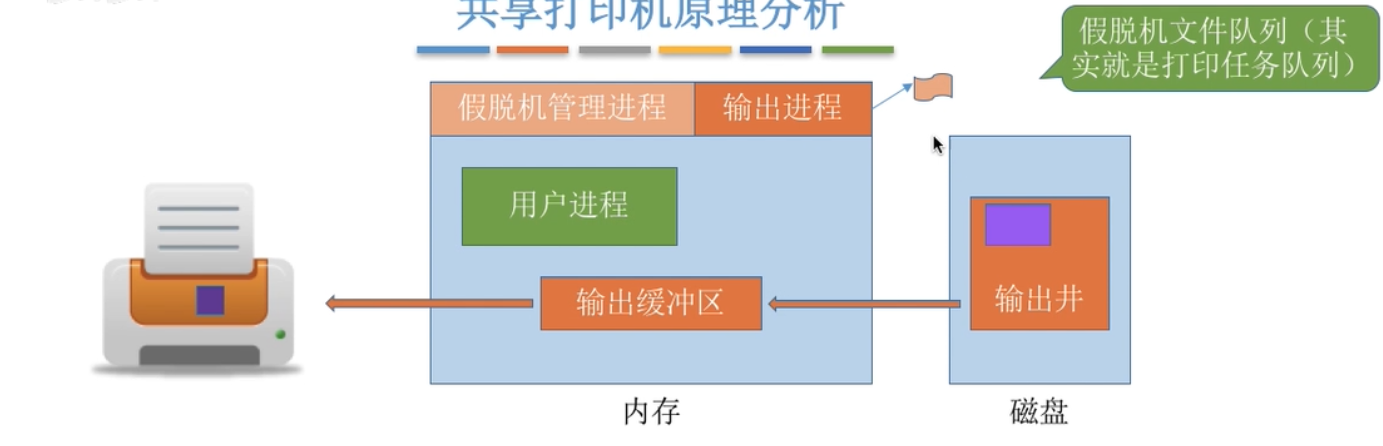 共享打印机原理分析
假脱机文件队列（其
实就是打印任务队列）
假脱机管理进程
输出进程
用户进程
输出缓冲区
输出井
内存
磁盘